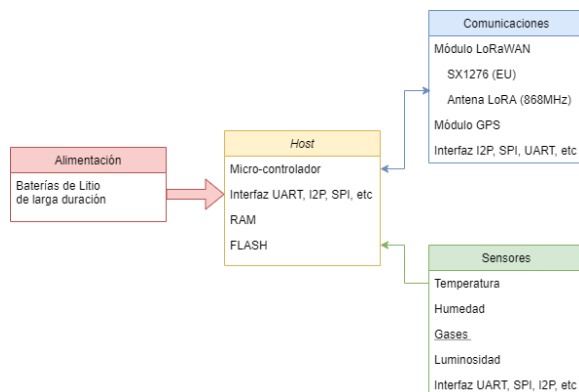 Comunicaciones
Módulo LoRaWAN
SX1276 (EU)
Antena LoRA (868MHz)
Módulo GPS
Interfaz I2P, SPI, UART, etc
Alimentación
Baterías de Litio
de larga duración
Host
Micro-controlador
Interfaz UART, I2P, SPI, etc
RAM
FLASH
Sensores
Temperatura
Humedad
Gases
Luminosidad
Interfaz UART, SPI, I2P, etc